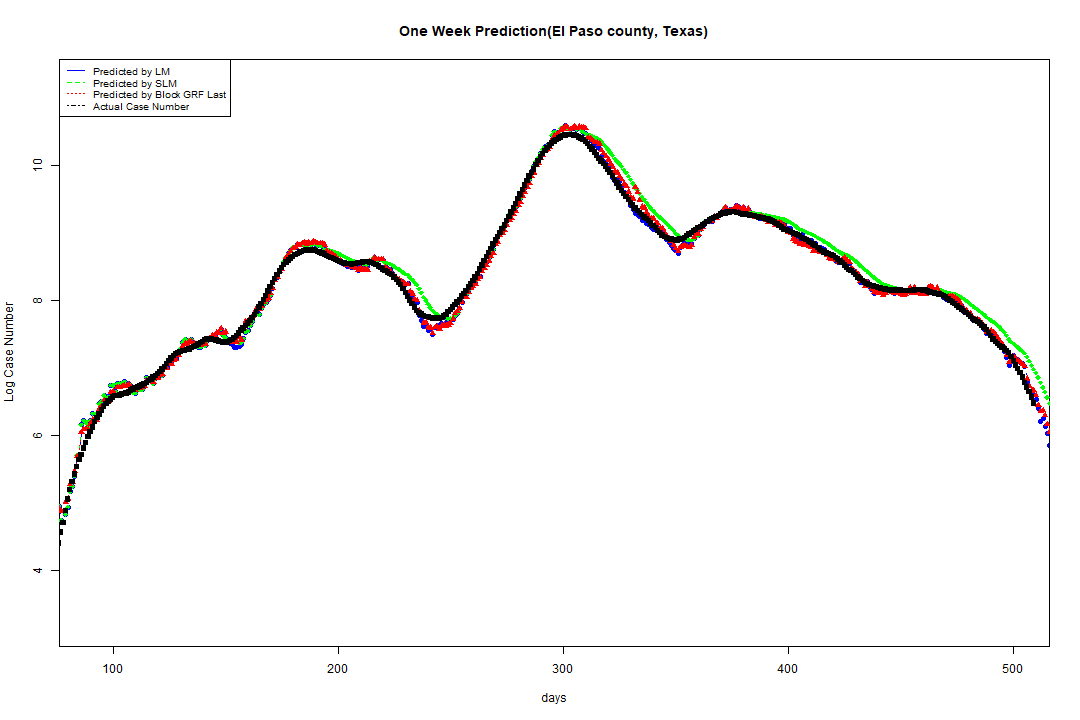 One Week Prediction(El Paso county, Texas)
Predicted by LM
Predicted by SLM
Predicted by Block GRF Last
Actual Case Number
Log Case Number
10
8
6
4
100 200 300 400 500
days